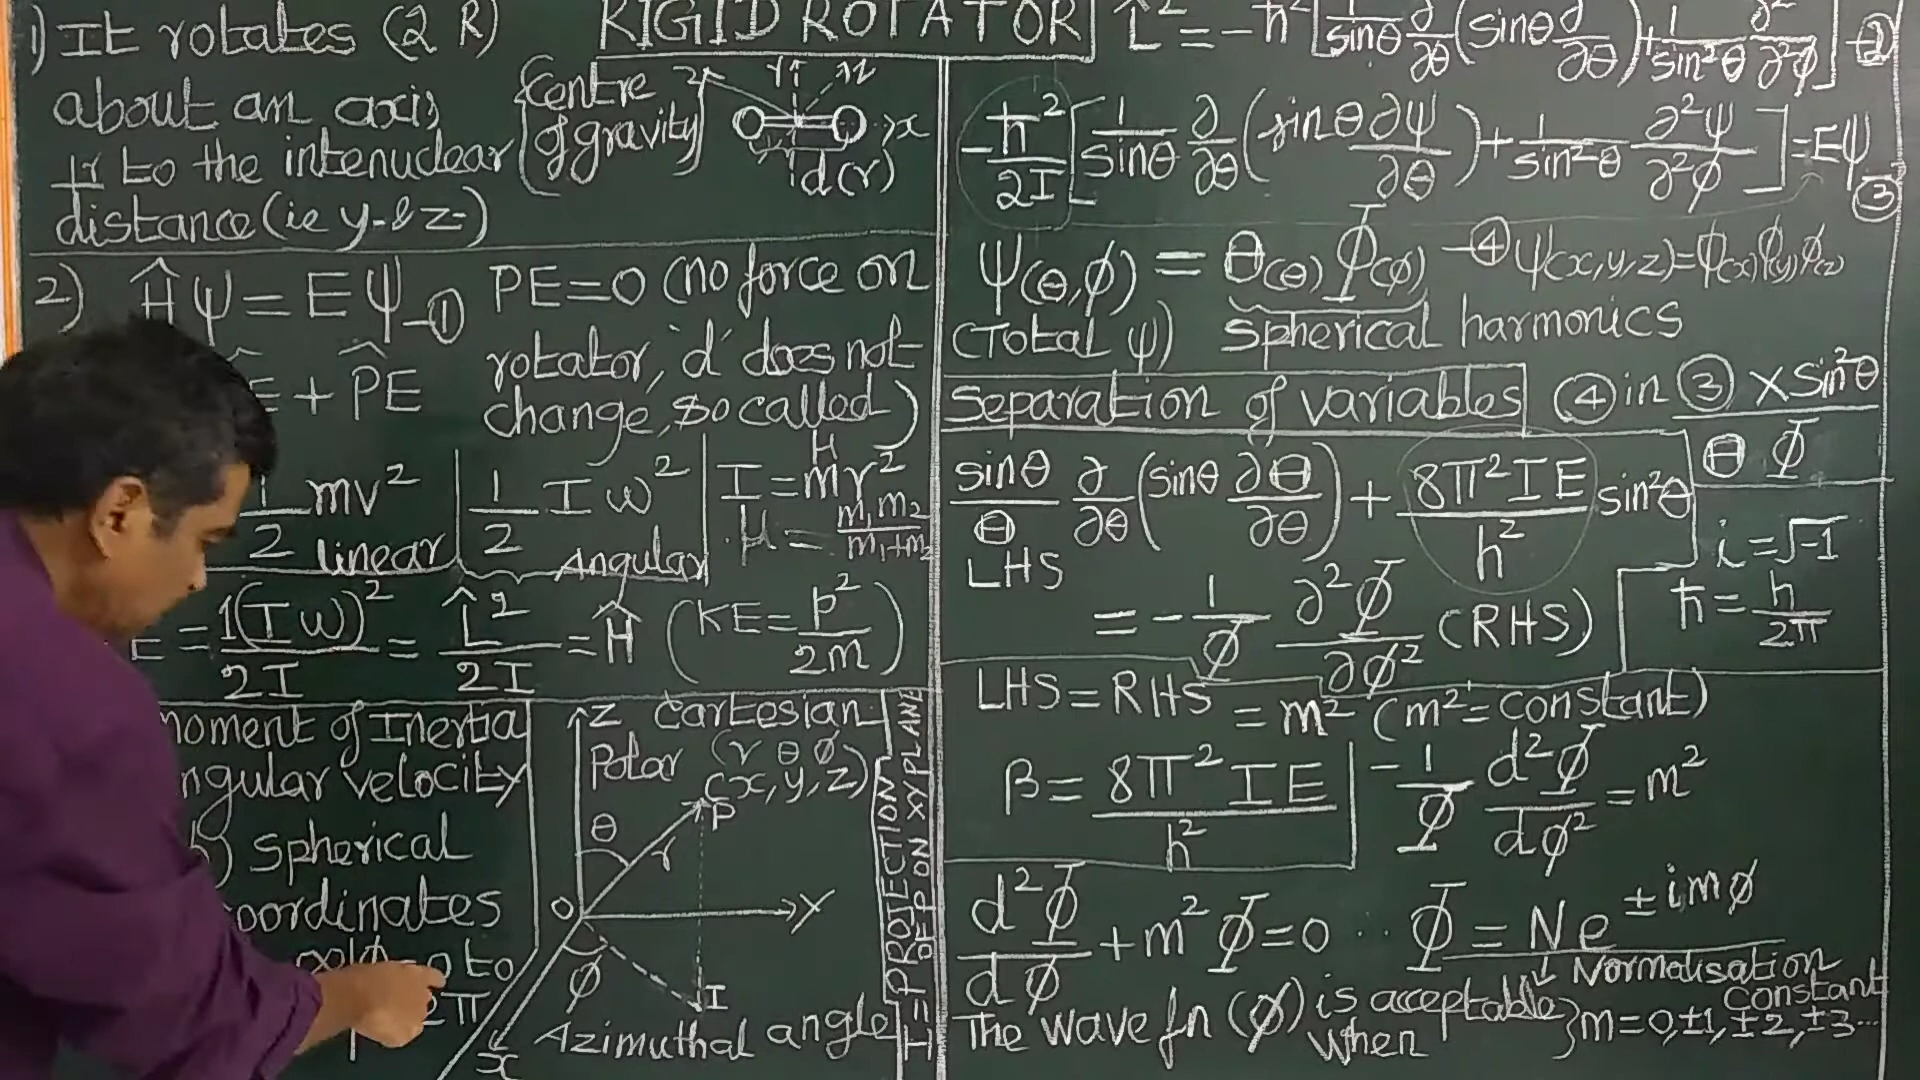 RIGID ROTATOR
1) It rotates (2 R)
about an axis
⊥r to the internuclear
distance (ie y-&z-)
{Centre
of gravity}
y z
x
d(r)
2) Ĥψ = Eψ -①
+ P̂E
PE=0 (no force on
rotator, 'd' does not
change, so called)
1/2 mv² linear
1/2 I ω² Angular
I = μr²
μ = m₁m₂/m₁+m₂
E = 1(Iω)²/2I = L̂²/2I = Ĥ (KE = p²/2m)
moment of Inertia
angular velocity
b) spherical
coordinates
0 to
2π
Z Cartesian
Polar (r θ ϕ)
(x, y, z)
P
θ
r
O
Y
ϕ
I
x
Azimuthal angle
I = PROJECTION
OF P ON XYPLANE
L̂² = -ħ² [1/sinθ ∂/∂θ (sinθ ∂/∂θ) + 1/sin²θ ∂²/∂²ϕ] -②
-ħ²/2I [1/sinθ ∂/∂θ (sinθ ∂ψ/∂θ) + 1/sin²θ ∂²ψ/∂²ϕ] = Eψ ③
ψ(θ,ϕ) = Θ(θ) Φ(ϕ) -④ ψ(x,y,z) = ψ(x)ψ(y)ψ(z)
(Total ψ) spherical harmonics
Separation of variables ④ in ③ X sin²θ
sinθ/Θ ∂/∂θ (sinθ ∂Θ/∂θ) + 8π²IE/h² sin²θ
Θ Φ
LHS
i = √-1
= -1/Φ ∂²Φ/∂ϕ² (RHS)
ħ = h/2π
LHS = RHS = m² (m² = constant)
β = 8π²IE/h²
-1/Φ d²Φ/dϕ² = m²
d²Φ/dϕ + m²Φ = 0 ∴ Φ = N e^±imϕ
↓ Normalisation
constant
The wave fn (Φ) is acceptable
when } m = 0, ±1, ±2, ±3...